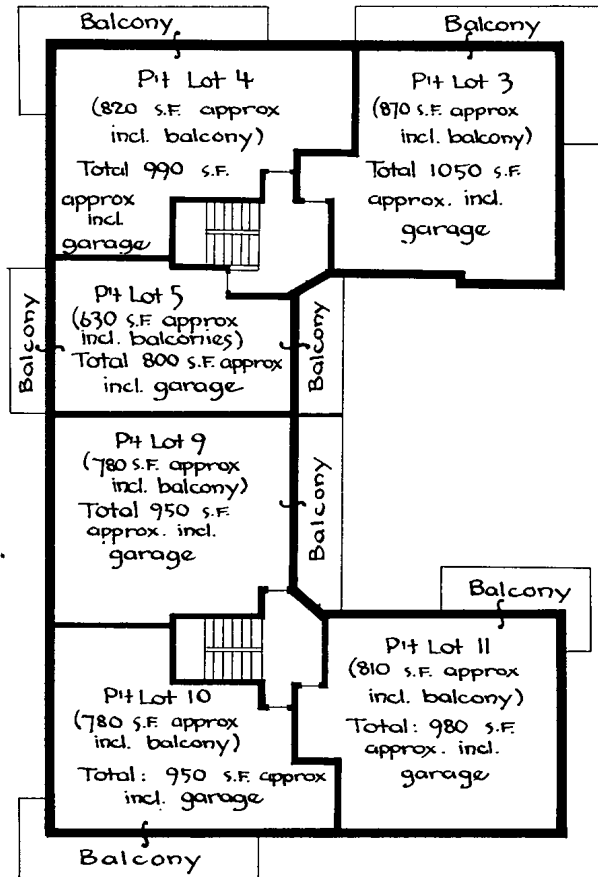 Balcony
Balcony
Pt Lot 4
(820 S.F. approx
incl. balcony)
Total 990 S.F.
approx
incl.
garage
Pt Lot 3
(870 S.F. approx
incl. balcony)
Total 1050 S.F.
approx. incl.
garage
Balcony
Pt Lot 5
(630 S.F. approx
incl. balconies)
Total 800 S.F. approx
incl. garage
Balcony
Pt Lot 9
(780 S.F. approx
incl. balcony)
Total 950 S.F.
approx. incl.
garage
Balcony
Balcony
Pt Lot 10
(780 S.F. approx
incl. balcony)
Total: 950 S.F. approx
incl. garage
Pt Lot 11
(810 S.F. approx
incl. balcony)
Total: 980 S.F.
approx. incl.
garage
Balcony